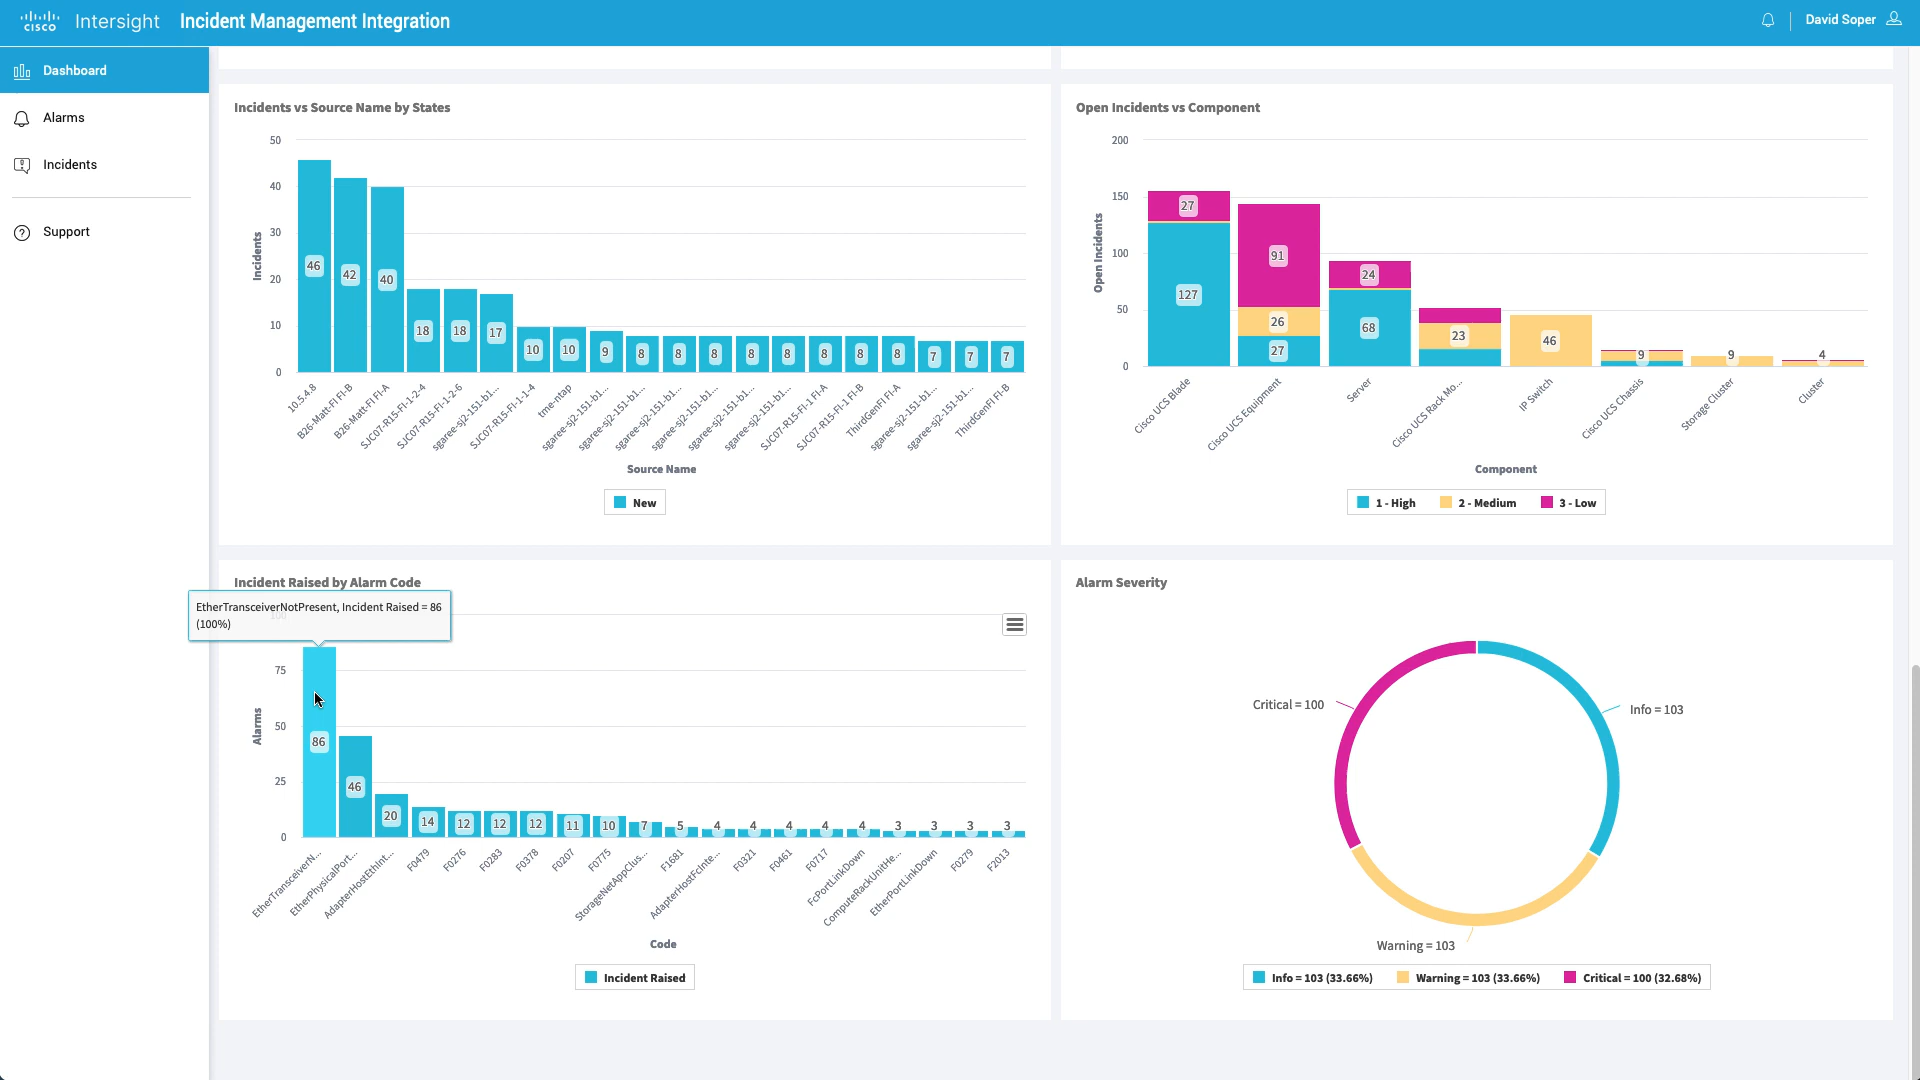 cisco Intersight Incident Management Integration
David Soper
Dashboard
Alarms
Incidents
Support
Incidents vs Source Name by States
50
40
30
20
10
0
Incidents
46
42
40
18
18
17
10
10
9
8
8
8
8
8
8
8
8
7
7
7
10.5.4.8
B26-Matt-FI FI-B
B26-Matt-FI FI-A
SJC07-R15-FI-1-2-4
SJC07-R15-FI-1-2-6
sgaree-sj2-151-b1...
SJC07-R15-FI-1-1-4
tme-ntap
sgaree-sj2-151-b1...
sgaree-sj2-151-b1...
sgaree-sj2-151-b1...
sgaree-sj2-151-b1...
sgaree-sj2-151-b1...
sgaree-sj2-151-b1...
SJC07-R15-FI-1 FI-A
SJC07-R15-FI-1 FI-B
ThirdGenFI FI-A
sgaree-sj2-151-b1...
sgaree-sj2-151-b1...
ThirdGenFI FI-B
Source Name
New
Open Incidents vs Component
200
150
100
50
0
Open Incidents
27
127
91
26
27
24
68
23
46
9
9
4
Cisco UCS Blade
Cisco UCS Equipment
Server
Cisco UCS Rack Mo...
IP Switch
Cisco UCS Chassis
Storage Cluster
Cluster
Component
1 - High
2 - Medium
3 - Low
Incident Raised by Alarm Code
EtherTransceiverNotPresent, Incident Raised = 86
(100%)
100
75
50
25
0
Alarms
86
46
20
14
12
12
12
11
10
7
5
4
4
4
4
4
3
3
3
3
EtherTransceiverN...
EtherPhysicalPort...
AdapterHostEthInt...
F0479
F0276
F0283
F0378
F0207
F0775
StorageNetAppClus...
F1681
AdapterHostFcInte...
F0321
F0461
F0717
FcPortLinkDown
ComputeRackUnitHe...
EtherPortLinkDown
F0279
F2013
Code
Incident Raised
Alarm Severity
Critical = 100
Info = 103
Warning = 103
Info = 103 (33.66%)
Warning = 103 (33.66%)
Critical = 100 (32.68%)